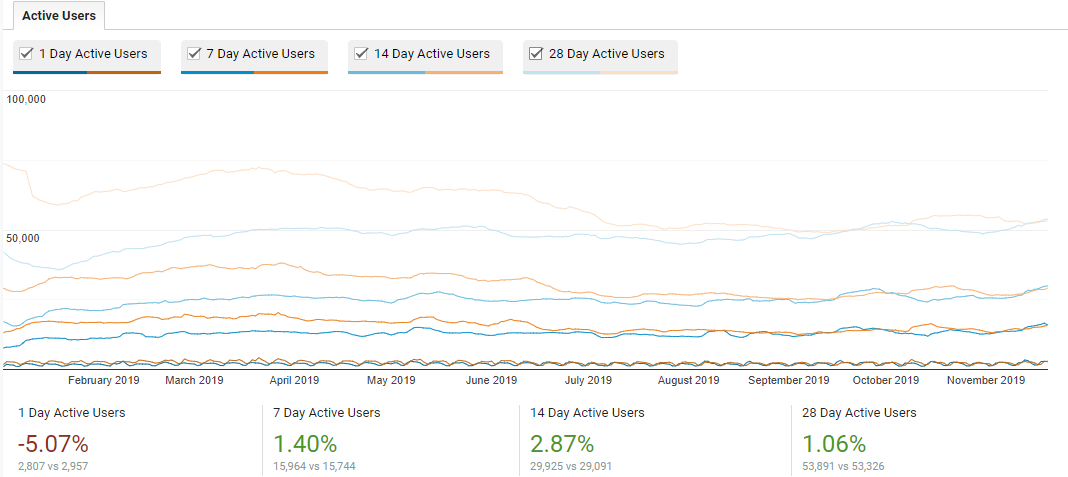 Active Users
1 Day Active Users 7 Day Active Users 14 Day Active Users 28 Day Active Users
100,000
50,000
February 2019 March 2019 April 2019 May 2019 June 2019 July 2019 August 2019 September 2019 October 2019 November 2019
1 Day Active Users 7 Day Active Users 14 Day Active Users 28 Day Active Users
-5.07% 1.40% 2.87% 1.06%
2,807 vs 2,957 15,964 vs 15,744 29,925 vs 29,091 53,891 vs 53,326